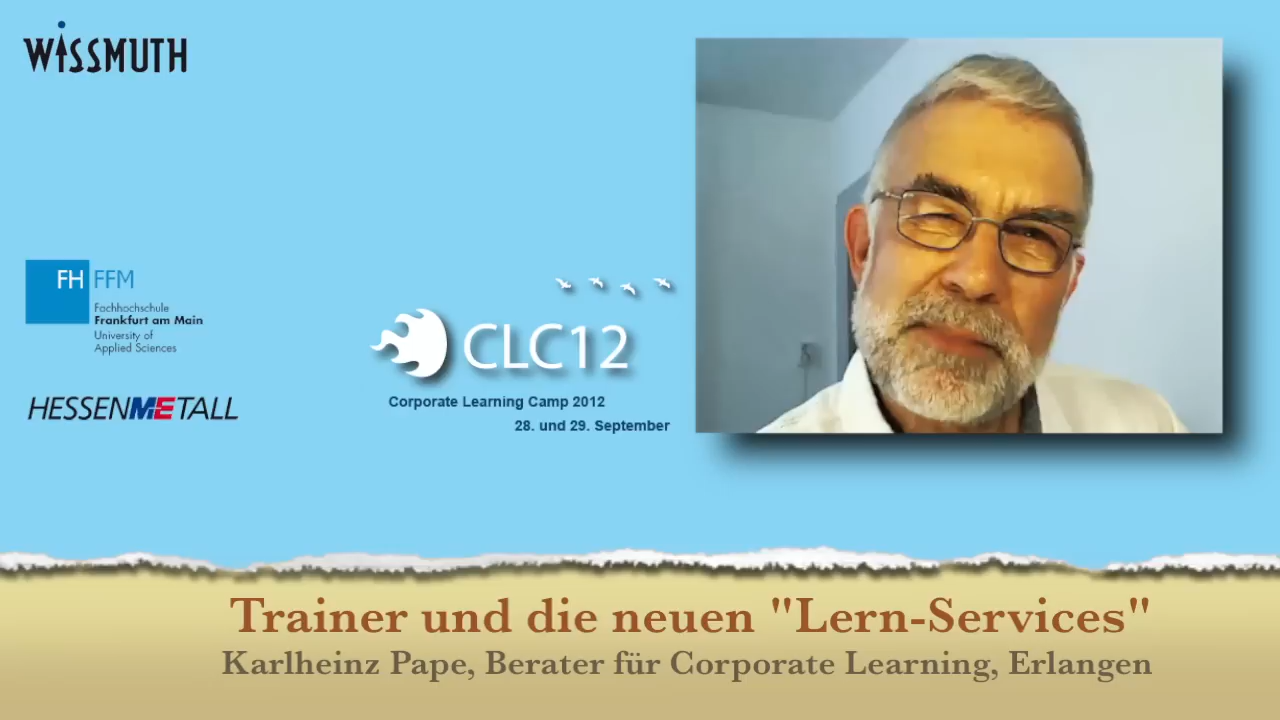 WISSMUTH
FH FFM
Fachhochschule
Frankfurt am Main
University of
Applied Sciences
HESSENMETALL
CLC12
Corporate Learning Camp 2012
28. und 29. September
Trainer und die neuen "Lern-Services"
Karlheinz Pape, Berater für Corporate Learning, Erlangen